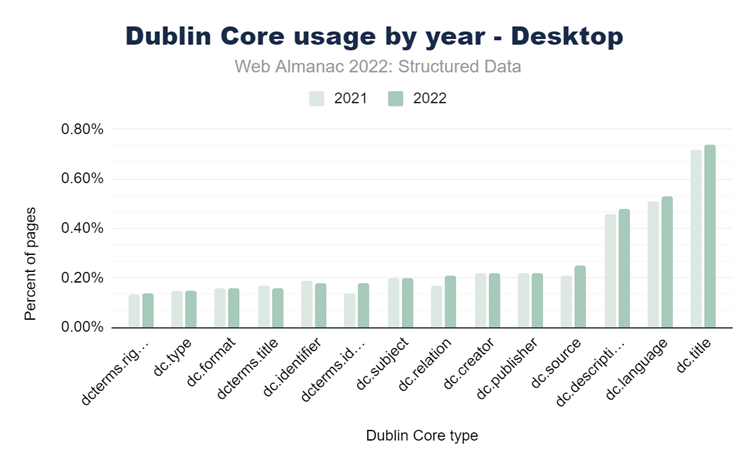 Dublin Core usage by year - Desktop
Web Almanac 2022: Structured Data
2021
2022
0.80%
0.60%
0.40%
0.20%
0.00%
Percent of pages
dcterms.rig…
dc.type
dc.format
dcterms.title
dc.identifier
dcterms.id…
dc.subject
dc.relation
dc.creator
dc.publisher
dc.source
dc.descripti…
dc.language
dc.title
Dublin Core type